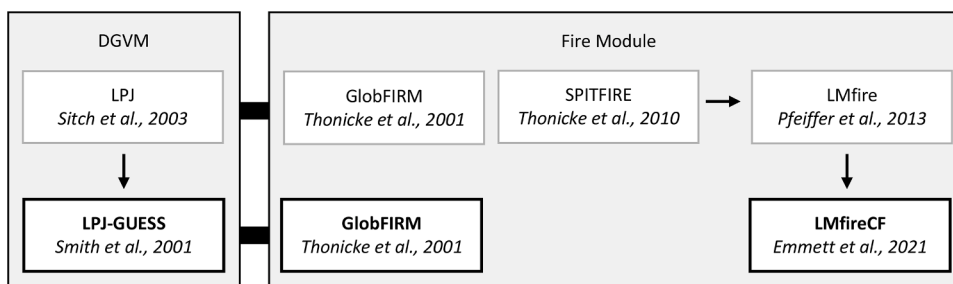 DGVM
LPJ
Sitch et al., 2003
LPJ-GUESS
Smith et al., 2001
Fire Module
GlobFIRM
Thonicke et al., 2001
SPITFIRE
Thonicke et al., 2010
LMfire
Pfeiffer et al., 2013
GlobFIRM
Thonicke et al., 2001
LMfireCF
Emmett et al., 2021